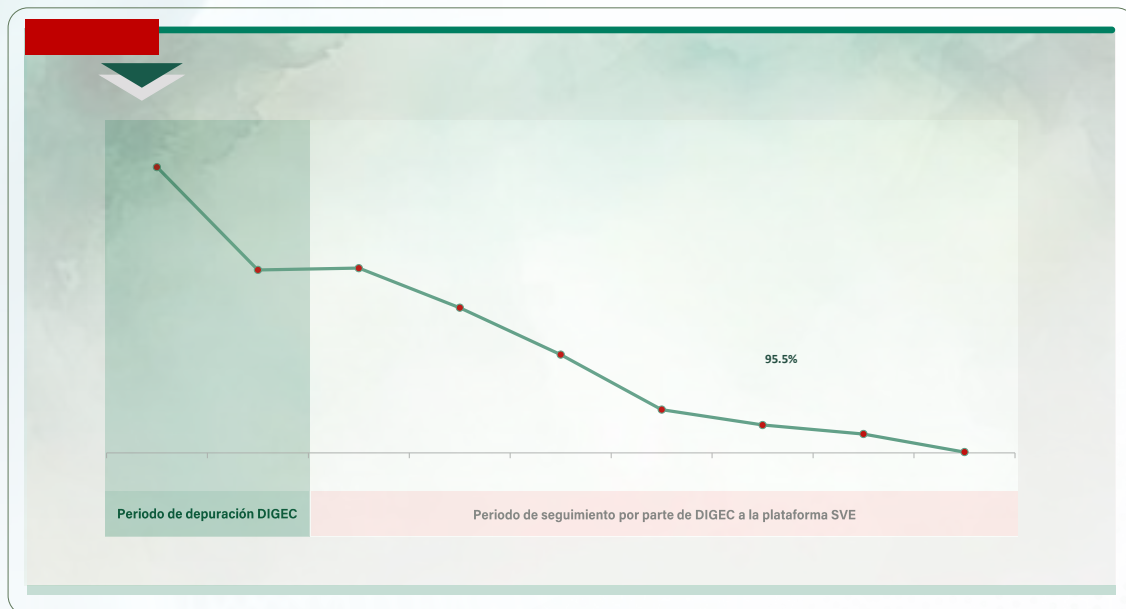 95.5%
Periodo de depuración DIGEC
Periodo de seguimiento por parte de DIGEC a la plataforma SVE